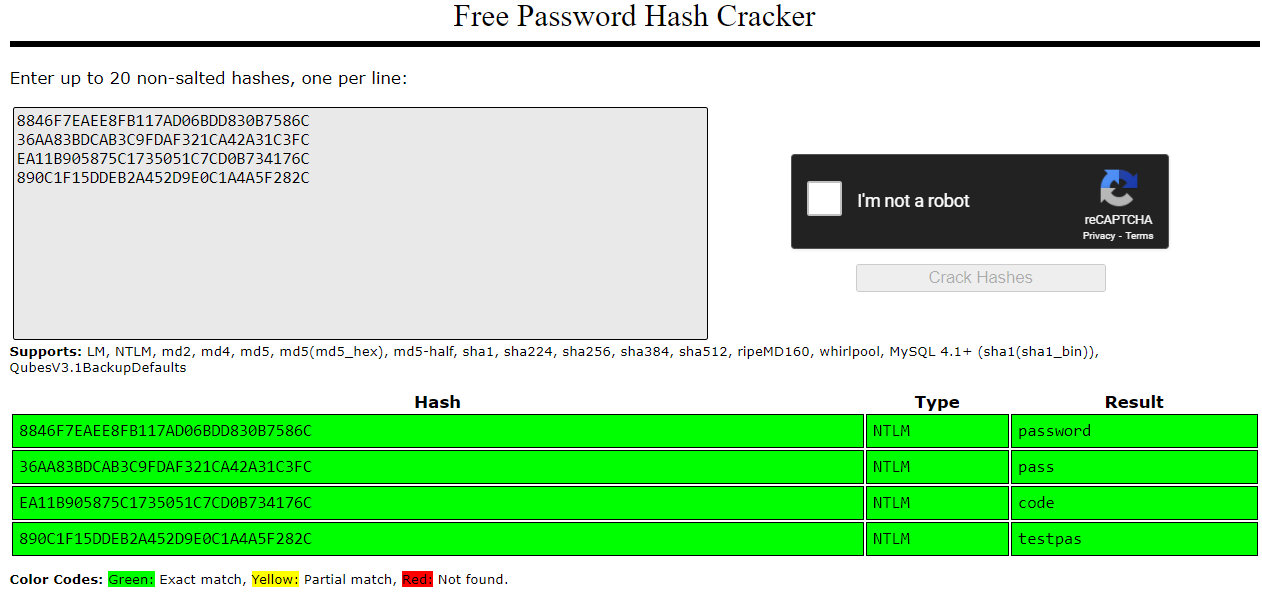 Free Password Hash Cracker
Enter up to 20 non-salted hashes, one per line:
8846F7EAEE8FB117AD06BDD830B7586C
36AA83BDCAB3C9FDAF321CA42A31C3FC
EA11B905875C1735051C7CD0B734176C
890C1F15DDEB2A452D9E0C1A4A5F282C
I'm not a robot
reCAPTCHA
Privacy - Terms
Crack Hashes
Supports: LM, NTLM, md2, md4, md5, md5(md5_hex), md5-half, sha1, sha224, sha256, sha384, sha512, ripeMD160, whirlpool, MySQL 4.1+ (sha1(sha1_bin)),
QubesV3.1BackupDefaults
Hash Type Result
8846F7EAEE8FB117AD06BDD830B7586C NTLM password
36AA83BDCAB3C9FDAF321CA42A31C3FC NTLM pass
EA11B905875C1735051C7CD0B734176C NTLM code
890C1F15DDEB2A452D9E0C1A4A5F282C NTLM testpas
Color Codes: Green: Exact match, Yellow: Partial match, Red: Not found.